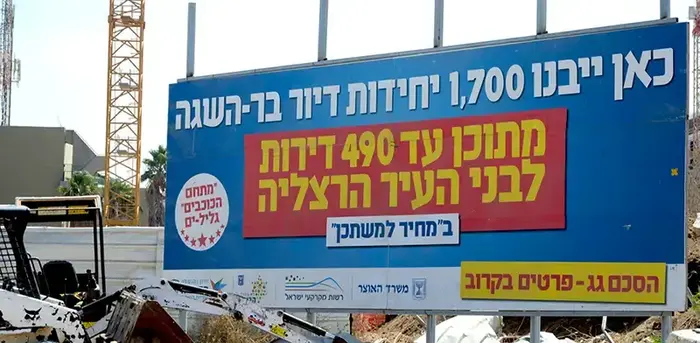 כאן ייבנו 1,700 יחידות דיור בר-השגה
מתוכן עד 490 דירות
לבני העיר הרצליה
ב"מחיר למשתכן"
"מתחם
הכוכבים"
גליל-ים
הסכם גג - פרטים בקרוב
משרד האוצר
רשות מקרקעי ישראל